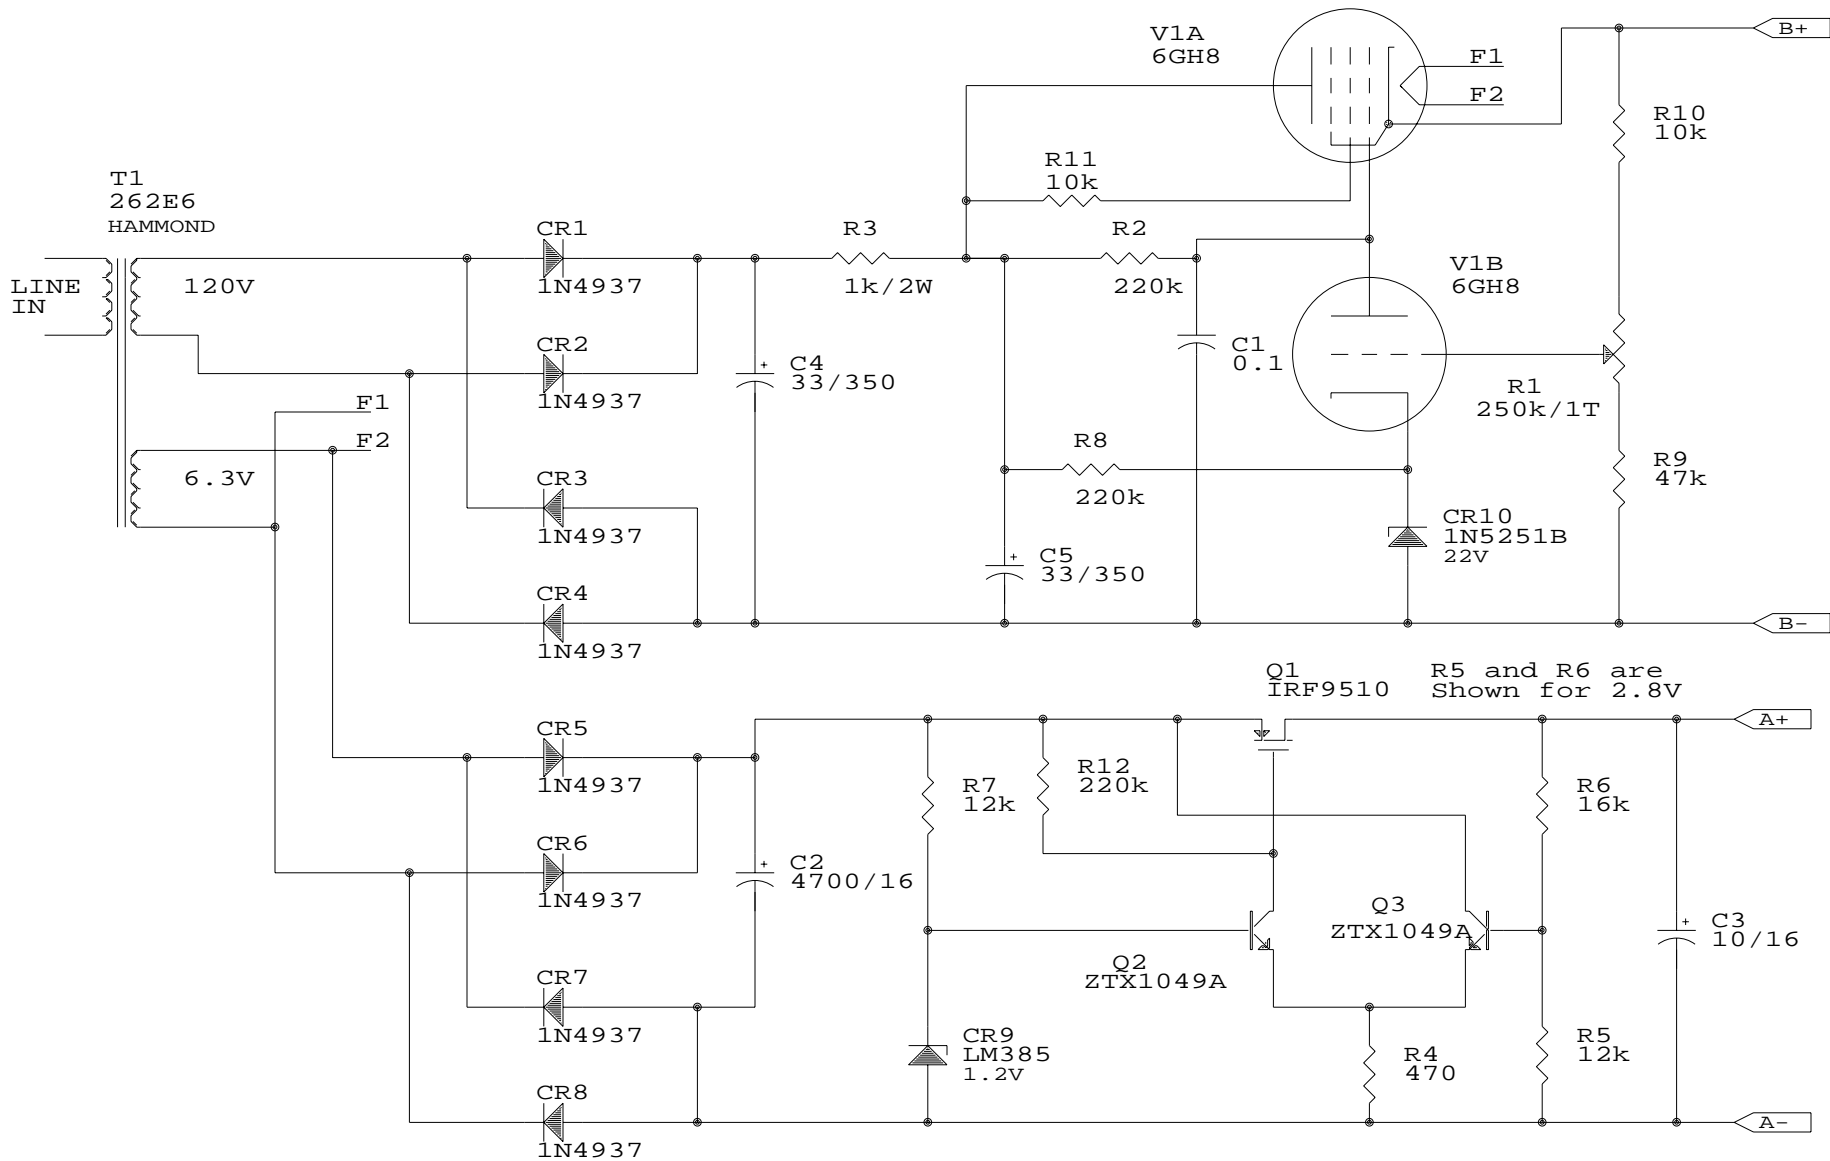 V1A
6GH8
F1
F2
B+
R10
10k
R11
10k
T1
262E6
HAMMOND
LINE
IN
120V
CR1
1N4937
R3
1k/2W
R2
220k
V1B
6GH8
CR2
1N4937
C4
+
33/350
C1
0.1
R1
250k/1T
F1
F2
6.3V
R8
220k
R9
47k
CR3
1N4937
CR10
1N5251B
22V
C5
+
33/350
CR4
1N4937
B-
Q1
IRF9510
R5 and R6 are
Shown for 2.8V
A+
CR5
1N4937
R7
12k
R12
220k
R6
16k
CR6
1N4937
C2
+
4700/16
Q3
ZTX1049A
C3
+
10/16
Q2
ZTX1049A
CR7
1N4937
CR9
LM385
1.2V
R4
470
R5
12k
CR8
1N4937
A-